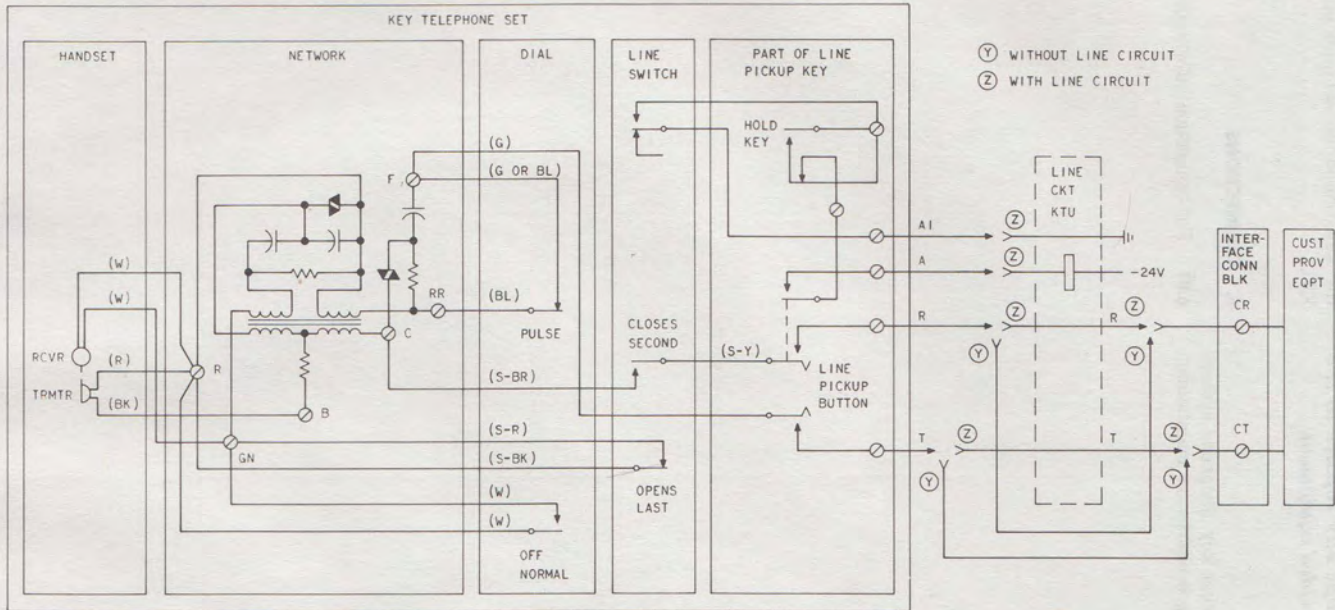 KEY TELEPHONE SET
HANDSET
NETWORK
DIAL
LINE
SWITCH
PART OF LINE
PICKUP KEY
Y WITHOUT LINE CIRCUIT
Z WITH LINE CIRCUIT
HOLD
KEY
LINE
CKT
KTU
INTER-
FACE
CONN
BLK
CUST
PROV
EQPT
(G)
(G OR BL)
F
A1
Z
A
Z
-24V
(W)
(W)
RR
(BL)
PULSE
C
CLOSES
SECOND
(S-Y)
R
Z
Y
R
Z
Y
CR
RCVR
TRMTR
(R)
(BK)
R
B
(S-BR)
LINE
PICKUP
BUTTON
GN
(S-R)
(S-BK)
OPENS
LAST
T
Z
Y
T
Z
Y
CT
(W)
(W)
OFF
NORMAL